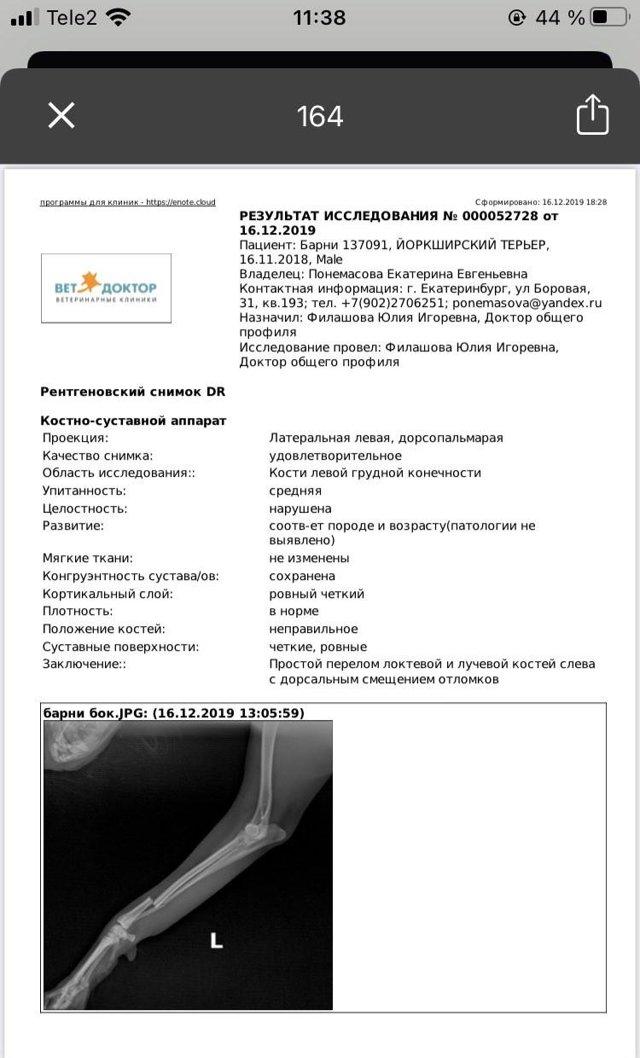 Tele2
11:38
44 %
164
программы для клиник - https://enote.cloud
Сформировано: 16.12.2019 18:28
РЕЗУЛЬТАТ ИССЛЕДОВАНИЯ № 000052728 от
16.12.2019
Пациент: Барни 137091, ЙОРКШИРСКИЙ ТЕРЬЕР,
16.11.2018, Male
Владелец: Понемасова Екатерина Евгеньевна
Контактная информация: г. Екатеринбург, ул Боровая,
31, кв.193; тел. +7(902)2706251; ponemasova@yandex.ru
Назначил: Филашова Юлия Игоревна, Доктор общего
профиля
Исследование провел: Филашова Юлия Игоревна,
Доктор общего профиля
ВЕТ ДОКТОР
ВЕТЕРИНАРНЫЕ КЛИНИКИ
Рентгеновский снимок DR
Костно-суставной аппарат
Проекция: Латеральная левая, дорсопальмарая
Качество снимка: удовлетворительное
Область исследования:: Кости левой грудной конечности
Упитанность: средняя
Целостность: нарушена
Развитие: соотв-ет породе и возрасту(патологии не
выявлено)
Мягкие ткани: не изменены
Конгруэнтность сустава/ов: сохранена
Кортикальный слой: ровный четкий
Плотность: в норме
Положение костей: неправильное
Суставные поверхности: четкие, ровные
Заключение:: Простой перелом локтевой и лучевой костей слева
с дорсальным смещением отломков
барни бок.JPG: (16.12.2019 13:05:59)
L